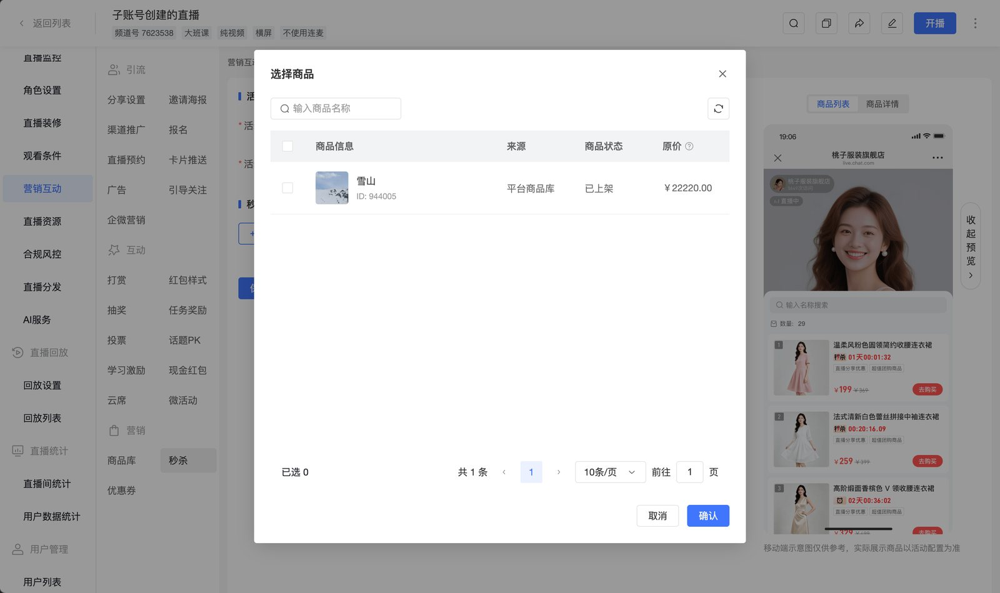 返回列表
子账号创建的直播
频道号 7623538 大班课 纯视频 横屏 不使用连麦
开播
直播监控
角色设置
直播装修
观看条件
营销互动
直播资源
合规风控
直播分发
AI服务
直播回放
回放设置
回放列表
直播统计
直播间统计
用户数据统计
用户管理
用户列表
引流
分享设置 邀请海报
渠道推广 报名
直播预约 卡片推送
广告 引导关注
企微营销
互动
打赏 红包样式
抽奖 任务奖励
投票 话题PK
学习激励 现金红包
云席 微活动
营销
商品库 秒杀
优惠券
营销互
活
* 活
* 活
秒
+
选择商品
输入商品名称
商品信息 来源 商品状态 原价
雪山
ID: 944005
平台商品库 已上架 ¥22220.00
已选 0
共 1 条 1 10条/页 前往 1 页
取消 确认
商品列表 商品详情
19:06
桃子服装旗舰店
live.chat.com
桃子服装旗舰店
5649次访问
直播中
输入名称搜索
数量: 29
1
温柔风粉色圆领简约收腰连衣裙
秒杀 01天00:01:32
直播分享优惠 超值团购商品
¥199 ¥369 去购买
2
法式清新白色蕾丝拼接中袖连衣裙
秒杀 00:20:16.09
直播分享优惠 超值团购商品
¥259 ¥399 去购买
3
高阶缎面香槟色 V 领收腰连衣裙
02天00:36:02
直播分享优惠 超值团购商品
¥329 ¥499 去购买
移动端示意图仅供参考，实际展示商品以活动配置为准
收起预览